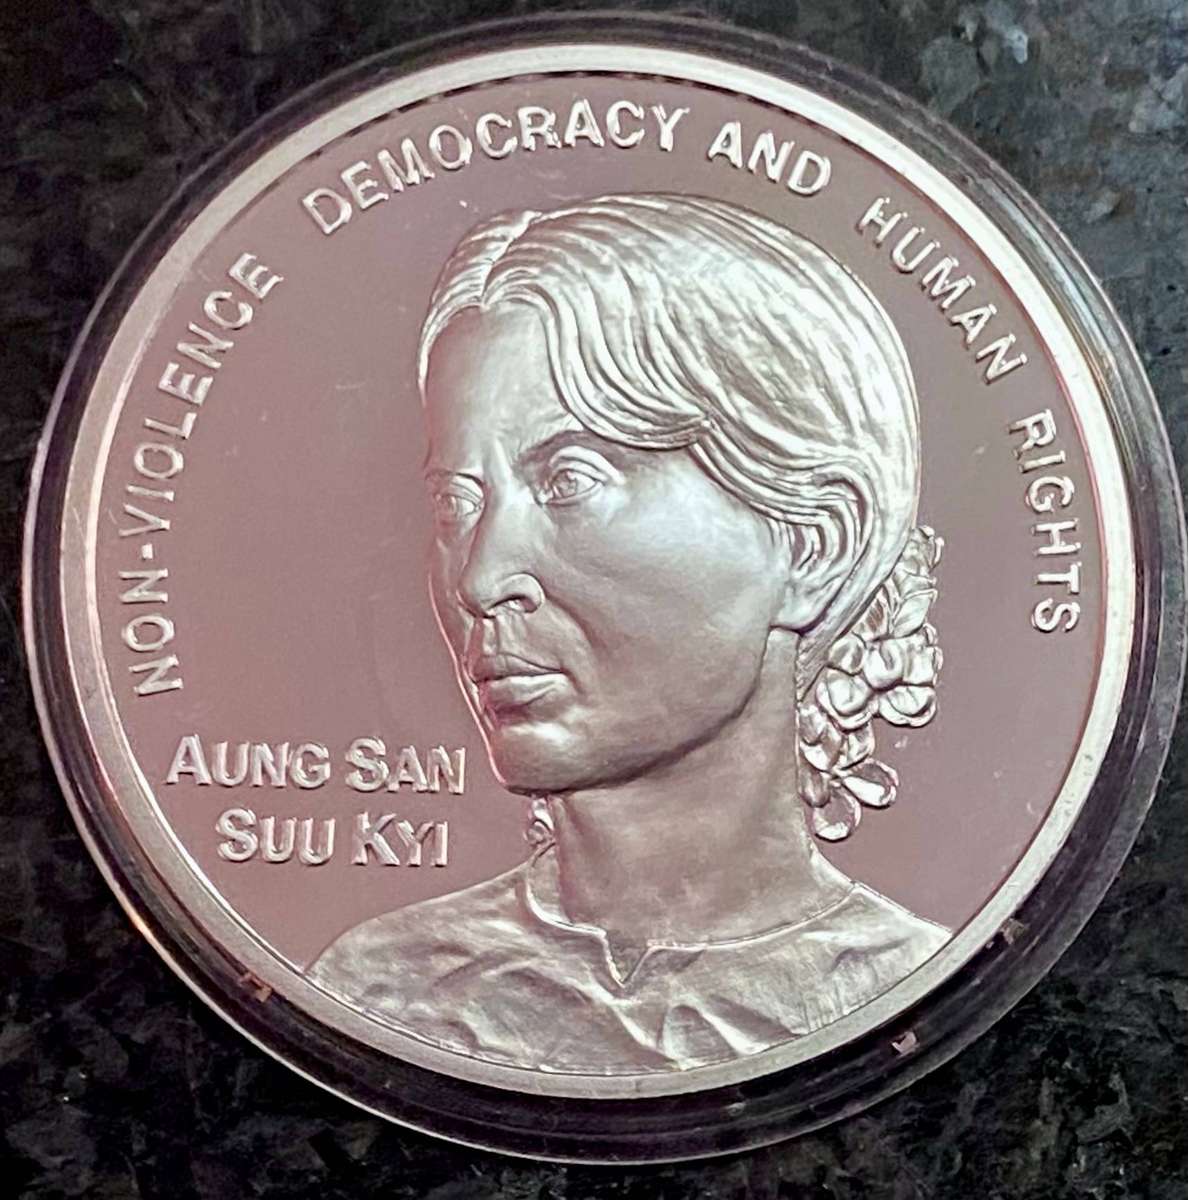 NON-VIOLENCE DEMOCRACY AND HUMAN RIGHTS
AUNG SAN
SUU KYI